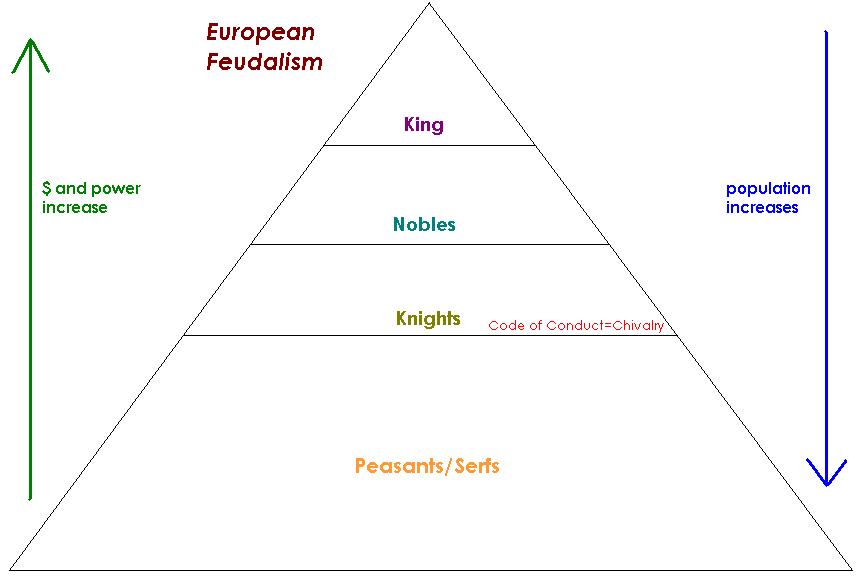 European
Feudalism
King
$ and power
increase
population
increases
Nobles
Knights
Code of Conduct=Chivalry
Peasants/Serfs